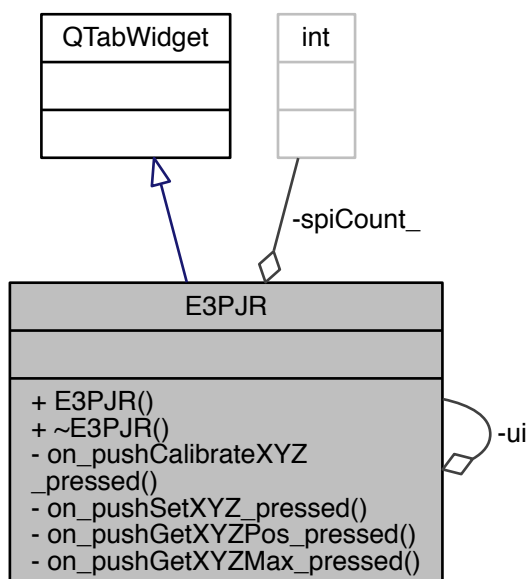 QTabWidget
int
-spiCount_
E3PJR
+ E3PJR()
+ ~E3PJR()
- on_pushCalibrateXYZ
_pressed()
- on_pushSetXYZ_pressed()
- on_pushGetXYZPos_pressed()
- on_pushGetXYZMax_pressed()
-ui